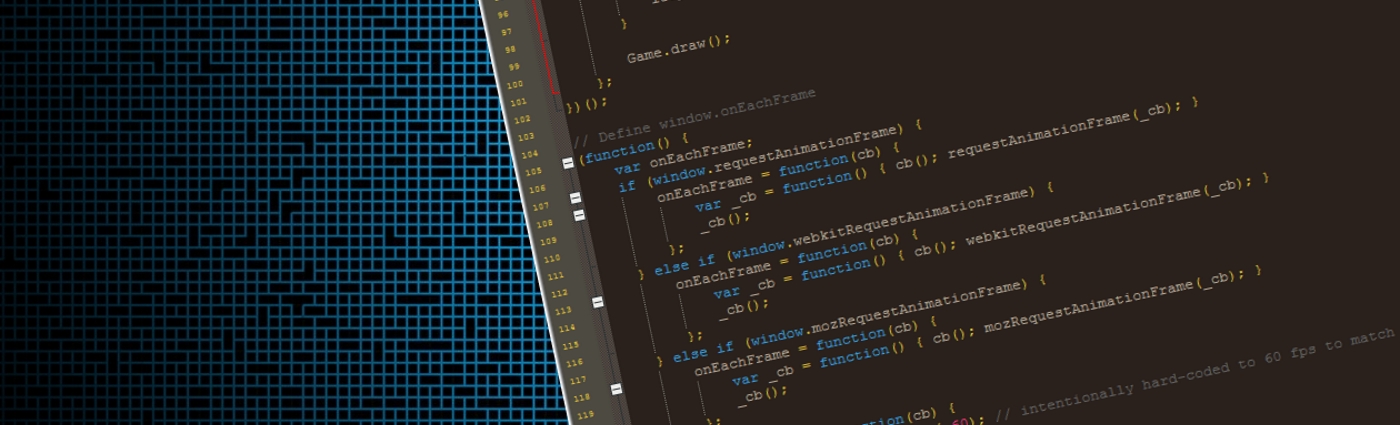 96
97
98
99
100
101
102
103
104
105
106
107
108
109
110
111
112
113
114
115
116
117
118
119
}
Game.draw();
};
})();
// Define window.onEachFrame
(function() {
var onEachFrame;
if (window.requestAnimationFrame) {
onEachFrame = function(cb) {
var _cb = function() { cb(); requestAnimationFrame(_cb); }
_cb();
};
} else if (window.webkitRequestAnimationFrame) {
onEachFrame = function(cb) {
var _cb = function() { cb(); webkitRequestAnimationFrame(_cb); }
_cb();
};
} else if (window.mozRequestAnimationFrame) {
onEachFrame = function(cb) {
var _cb = function() { cb(); mozRequestAnimationFrame(_cb); }
_cb();
};
(cb) {
60); // intentionally hard-coded to 60 fps to match